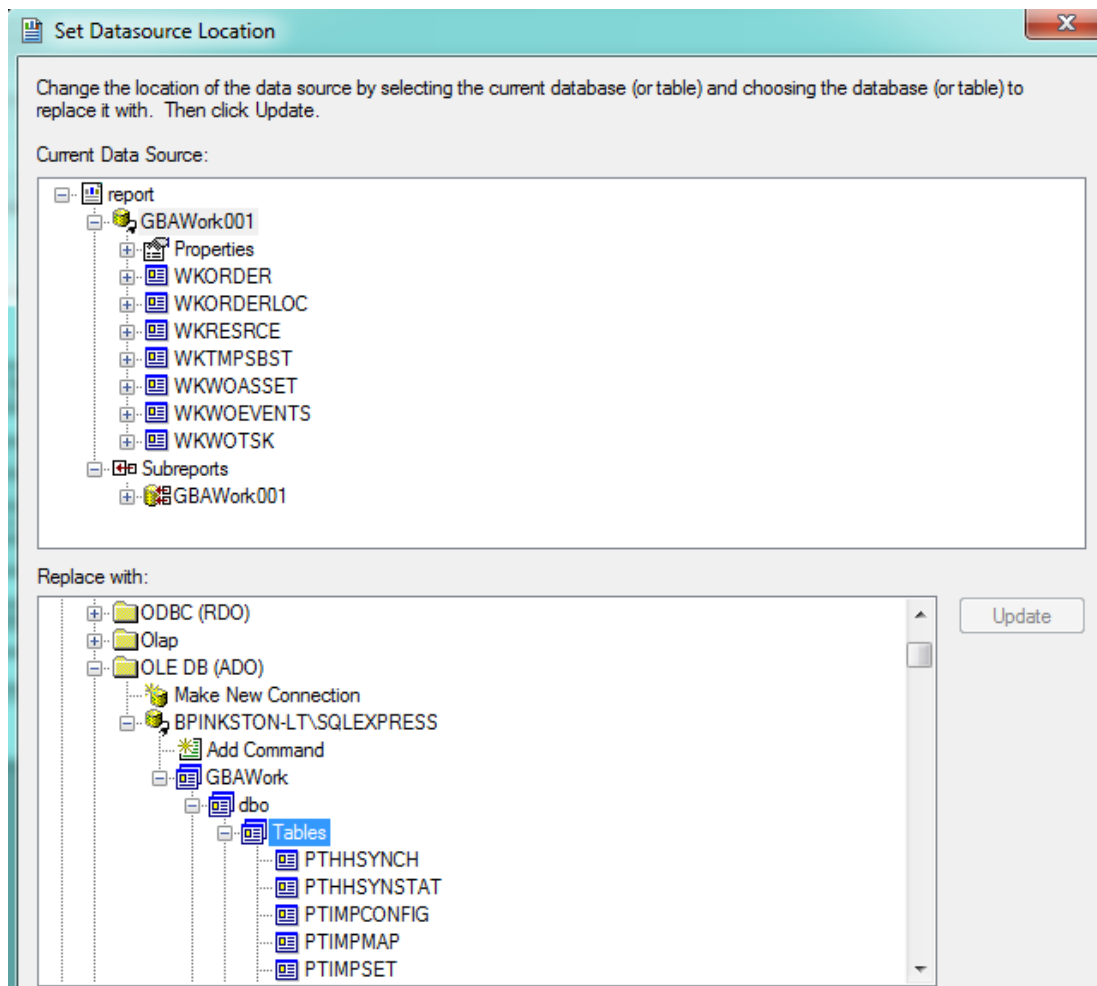 Set Datasource Location
X
Change the location of the data source by selecting the current database (or table) and choosing the database (or table) to
replace it with. Then click Update.
Current Data Source:
report
GBAWork001
Properties
WKORDER
WKORDERLOC
WKRESRCE
WKTMPSBST
WKWOASSET
WKWOEVENTS
WKWOTSK
Subreports
GBAWork001
Replace with:
ODBC (RDO)
Olap
OLE DB (ADO)
Make New Connection
BPINKSTON-LT\SQLEXPRESS
Add Command
GBAWork
dbo
Tables
PTHHSYNCH
PTHHSYNSTAT
PTIMPCONFIG
PTIMPMAP
PTIMPSET
Update